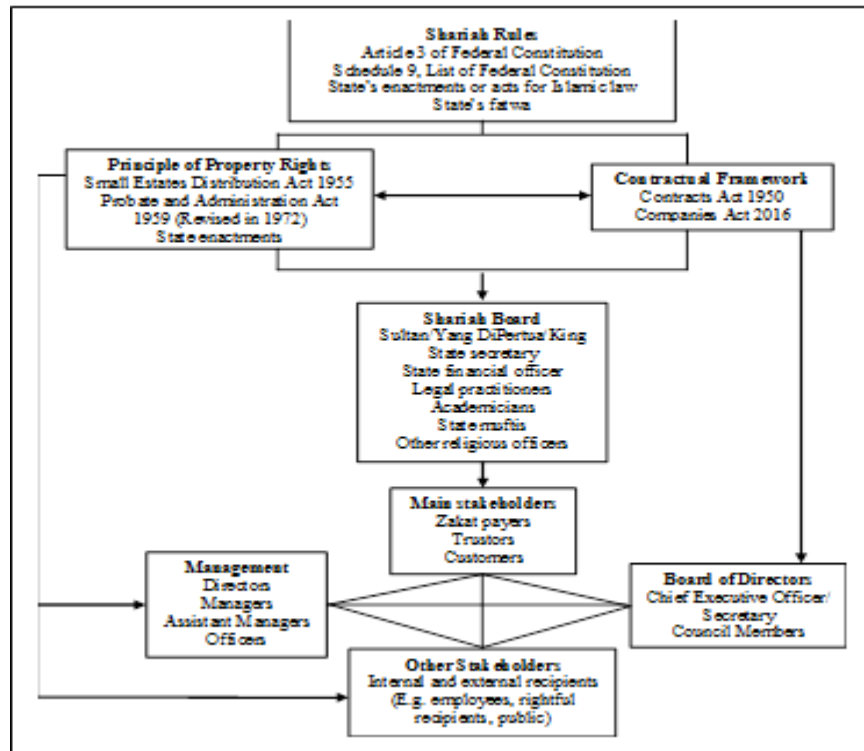 Shariah Rules
Article 3 of Federal Constitution
Schedule 9, List of Federal Constitution
State's enactments or acts for Islamic law
State's fatwa
Principle of Property Rights
Small Estates Distribution Act 1955
Probate and Administration Act
1959 (Revised in 1972)
State enactments
Contractual Framework
Contracts Act 1950
Companies Act 2016
Shariah Board
Sultan/Yang DiPertua/King
State secretary
State financial officer
Legal practitioners
Academicians
State muftis
Other religious officers
Main stakeholders
Zakat payers
Trustors
Customers
Management
Directors
Managers
Assistant Managers
Officers
Board of Directors
Chief Executive Officer/
Secretary
Council Members
Other Stakeholders
Internal and external recipients
(E.g. employees, rightful
recipients, public)